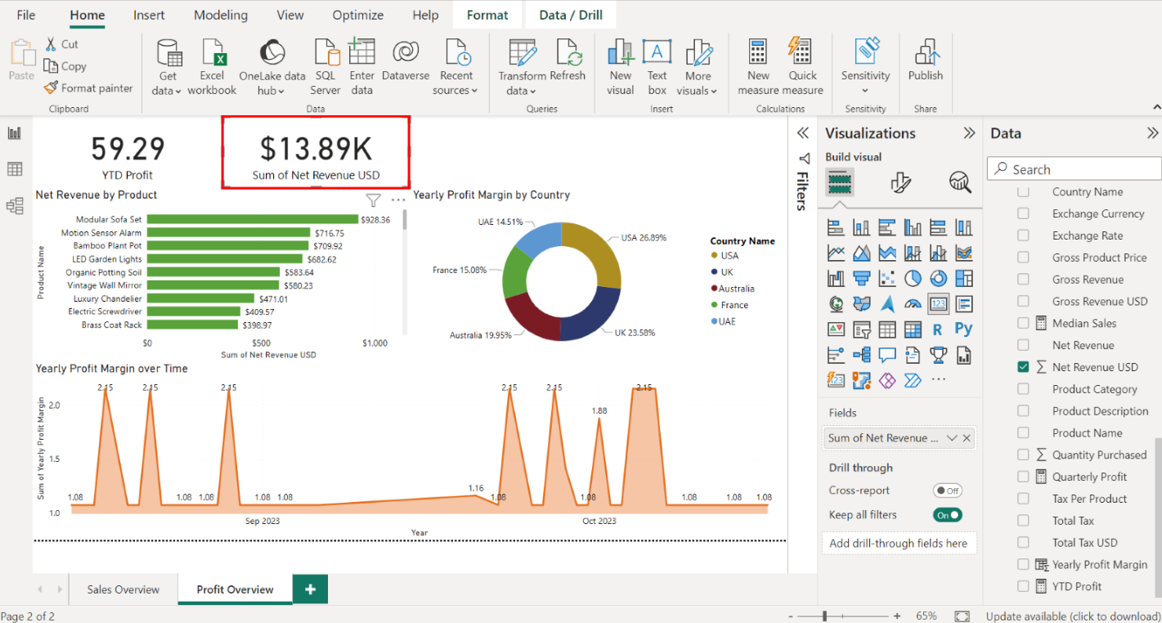 File Home Insert Modeling View Optimize Help Format Data / Drill
Paste
Cut
Copy
Format painter
Clipboard
Get data
Excel workbook
OneLake data hub
SQL Server
Enter data
Dataverse
Recent sources
Data
Transform data
Refresh
Queries
New visual
Text box
More visuals
Insert
New measure
Quick measure
Calculations
Sensitivity
Sensitivity
Publish
Share
59.29
YTD Profit
$13.89K
Sum of Net Revenue USD
Net Revenue by Product
Product Name
Modular Sofa Set $928.36
Motion Sensor Alarm $716.75
Bamboo Plant Pot $709.92
LED Garden Lights $682.62
Organic Potting Soil $583.64
Vintage Wall Mirror $580.23
Luxury Chandelier $471.01
Electric Screwdriver $409.57
Brass Coat Rack $398.97
$0 $500 $1,000
Sum of Net Revenue USD
Yearly Profit Margin by Country
UAE 14.51%
USA 26.89%
France 15.08%
Australia 19.95%
UK 23.58%
Country Name
USA
UK
Australia
France
UAE
Yearly Profit Margin over Time
Sum of Yearly Profit Margin
2.0
1.5
1.0
2.15 2.15 2.15 2.15 2.15 2.15
1.88
1.16
1.08 1.08 1.08 1.08 1.08 1.08 1.08 1.08 1.08 1.08
Sep 2023 Oct 2023
Year
Filters
Visualizations
Build visual
123
R Py
123
Fields
Sum of Net Revenue ...
Drill through
Cross-report Off
Keep all filters On
Add drill-through fields here
Data
Search
Country Name
Exchange Currency
Exchange Rate
Gross Product Price
Gross Revenue
Gross Revenue USD
Median Sales
Net Revenue
Net Revenue USD
Product Category
Product Description
Product Name
Quantity Purchased
Quarterly Profit
Tax Per Product
Total Tax
Total Tax USD
Yearly Profit Margin
YTD Profit
Sales Overview Profit Overview +
Page 2 of 2
- + 65%
Update available (click to download)